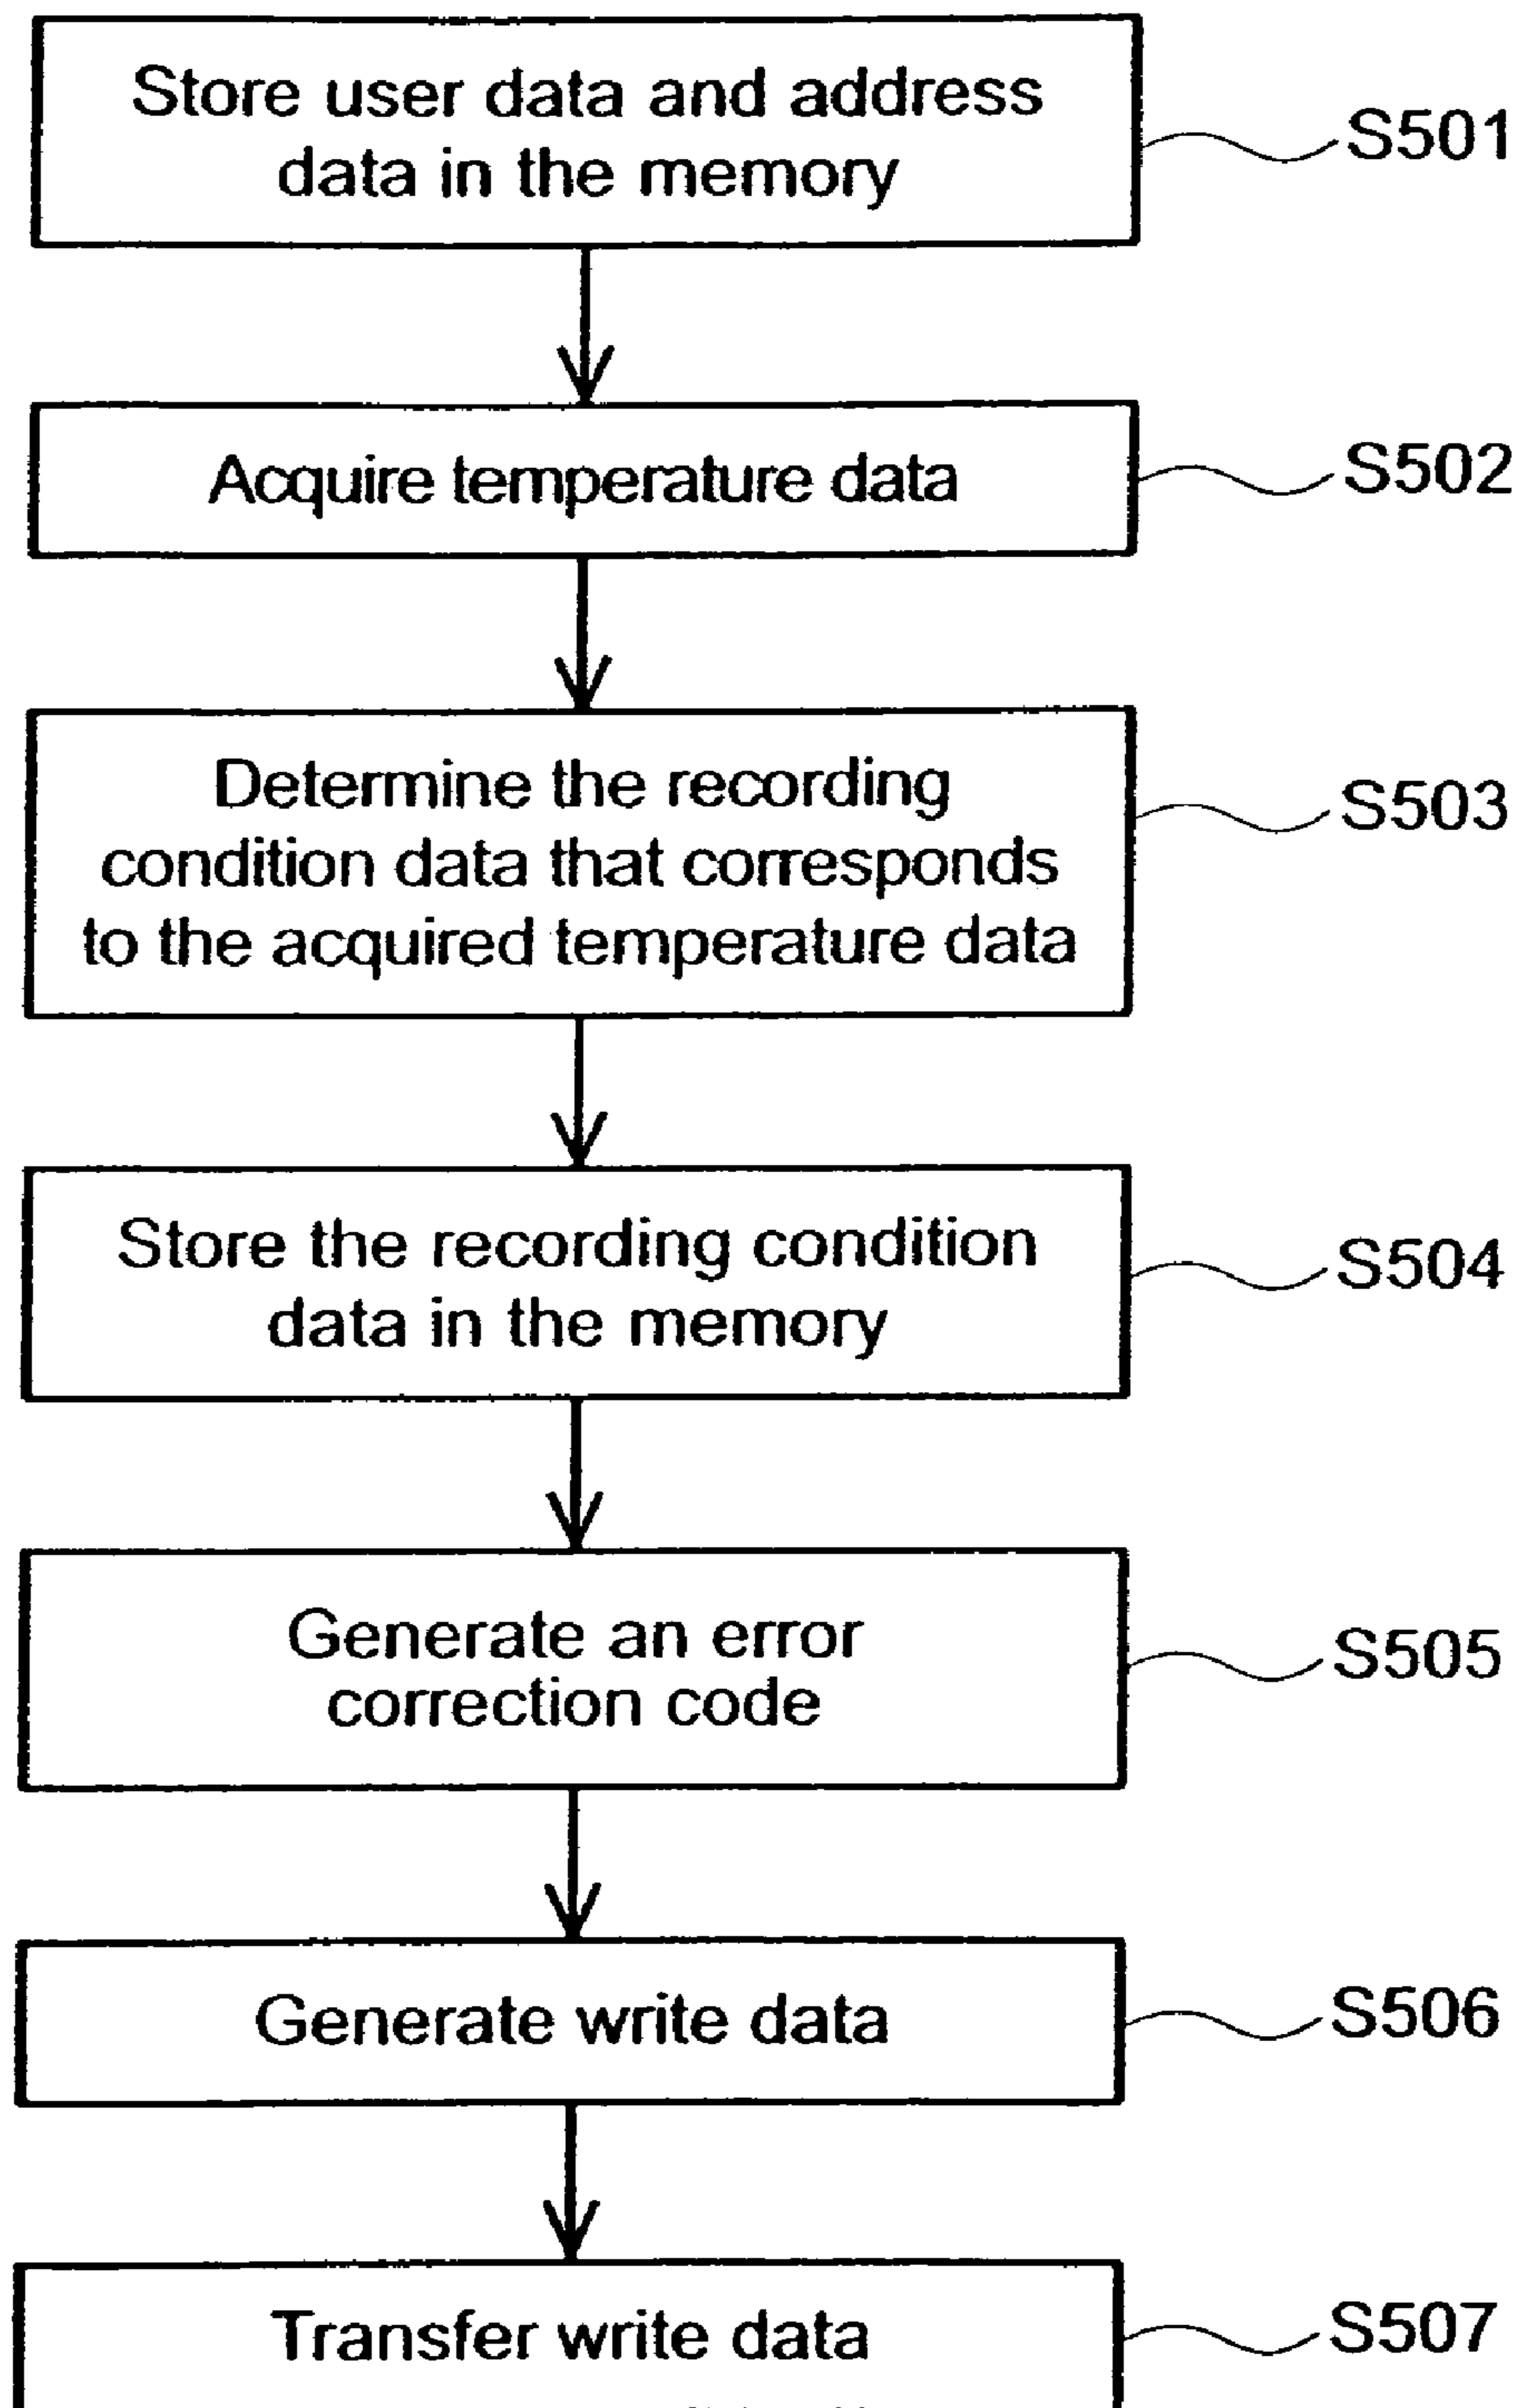 Store user data and address
data in the memory
S501
Acquire temperature data
S502
Determine the recording
condition data that corresponds
to the acquired temperature data
S503
Store the recording condition
data in the memory
S504
Generate an error
correction code
S505
Generate write data
S506
Transfer write data
S507